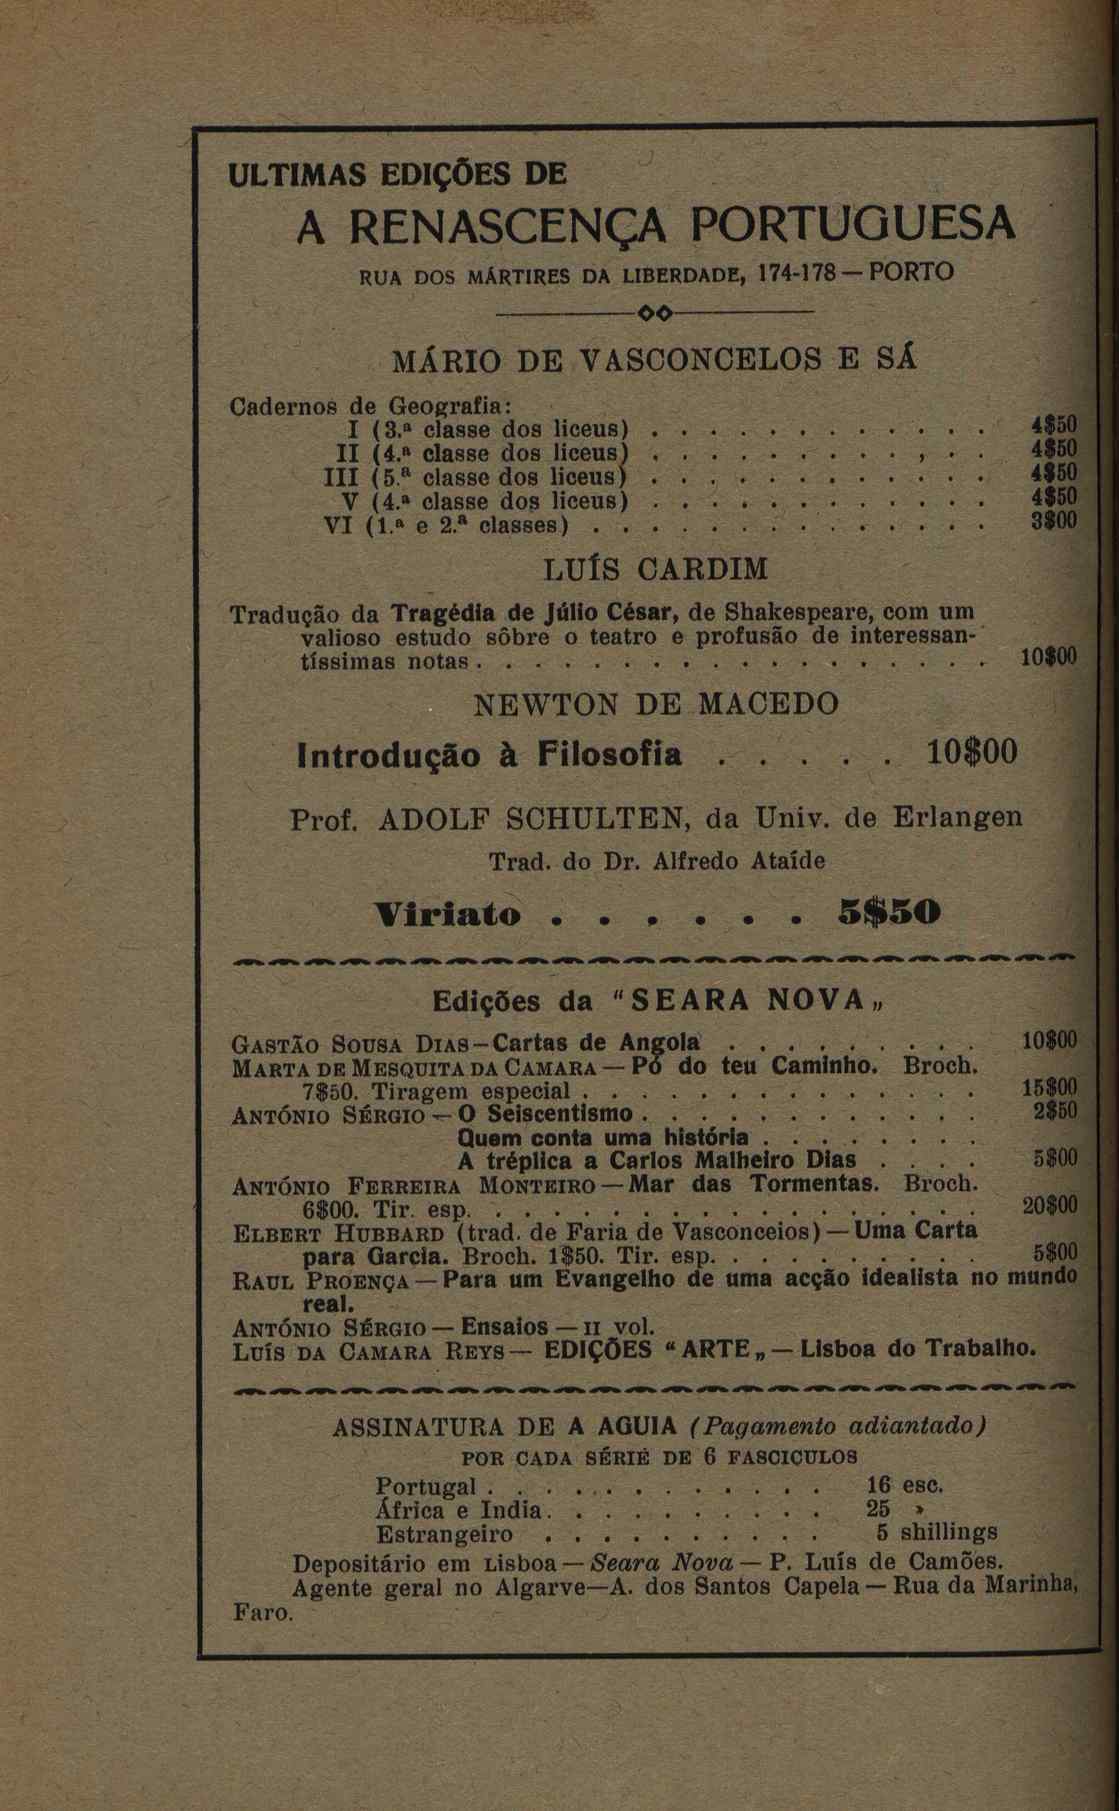 ULTIMAS EDIÇÕES DE
A RENASCENÇA PORTUGUESA
RUA DOS MÁRTIRES DA LIBERDADE, 174-178 — PORTO
MÁRIO DE VASCONCELOS E SÁ
Cadernos de Geografia:
I (3.ª classe dos liceus) . . . . . . . . . . . . 4$50
II (4.ª classe dos liceus) . . . . . . . . . , . . 4$50
III (5.ª classe dos liceus) . . . . . . . . . . . . 4$50
V (4.ª classe dos liceus) . . . . . . . . . . . . 4$50
VI (1.ª e 2.ª classes) . . . . . . . . . . . . . . 3$00
LUÍS CARDIM
Tradução da Tragédia de Júlio César, de Shakespeare, com um
valioso estudo sôbre o teatro e profusão de interessan-
tíssimas notas . . . . . . . . . . . . . . . . . . 10$00
NEWTON DE MACEDO
Introdução à Filosofia . . . . . 10$00
Prof. ADOLF SCHULTEN, da Univ. de Erlangen
Trad. do Dr. Alfredo Ataíde
Viriato . . . . . . 5$50
Edições da "SEARA NOVA„
GASTÃO SOUSA DIAS — Cartas de Angola . . . . . . . . . 10$00
MARTA DE MESQUITA DA CAMARA — Pó do teu Caminho. Broch.
7$50. Tiragem especial . . . . . . . . . . . . . . 15$00
ANTÓNIO SÉRGIO — O Seiscentismo . . . . . . . . . . . . 2$50
Quem conta uma história . . . . . . . .
A tréplica a Carlos Malheiro Dias . . . . 5$00
ANTÓNIO FERREIRA MONTEIRO — Mar das Tormentas. Broch.
6$00. Tir. esp. . . . . . . . . . . . . . . . . . 20$00
ELBERT HUBBARD (trad. de Faria de Vasconceios) — Uma Carta
para Garcia. Broch. 1$50. Tir. esp. . . . . . . . . . 5$00
RAUL PROENÇA — Para um Evangelho de uma acção idealista no mundo
real.
ANTÓNIO SÉRGIO — Ensaios — II vol.
LUÍS DA CAMARA REYS — EDIÇÕES "ARTE„ — Lisboa do Trabalho.
ASSINATURA DE A AGUIA (Pagamento adiantado)
POR CADA SÉRIE DE 6 FASCICULOS
Portugal . . . . . . . . . . . . 16 esc.
África e India . . . . . . . . . . 25 »
Estrangeiro . . . . . . . . . . 5 shillings
Depositário em Lisboa — Seara Nova — P. Luís de Camões.
Agente geral no Algarve—A. dos Santos Capela — Rua da Marinha,
Faro.